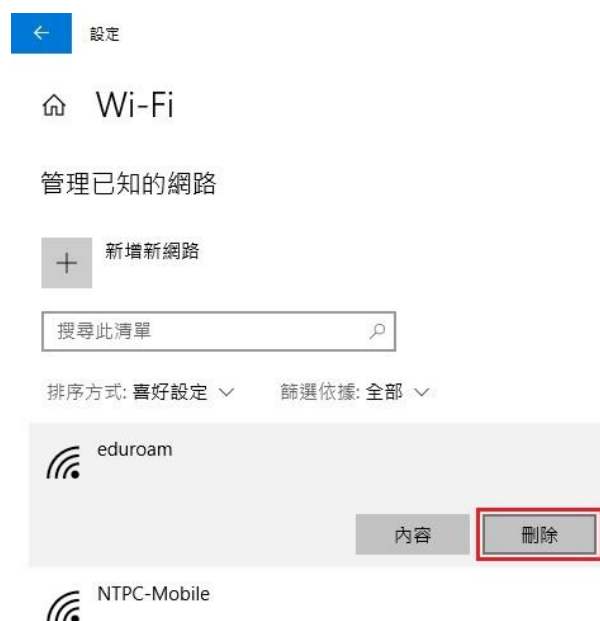 設定
Wi-Fi
管理已知的網路
新增新網路
搜尋此清單
排序方式: 喜好設定 篩選依據: 全部
eduroam
內容 刪除
NTPC-Mobile